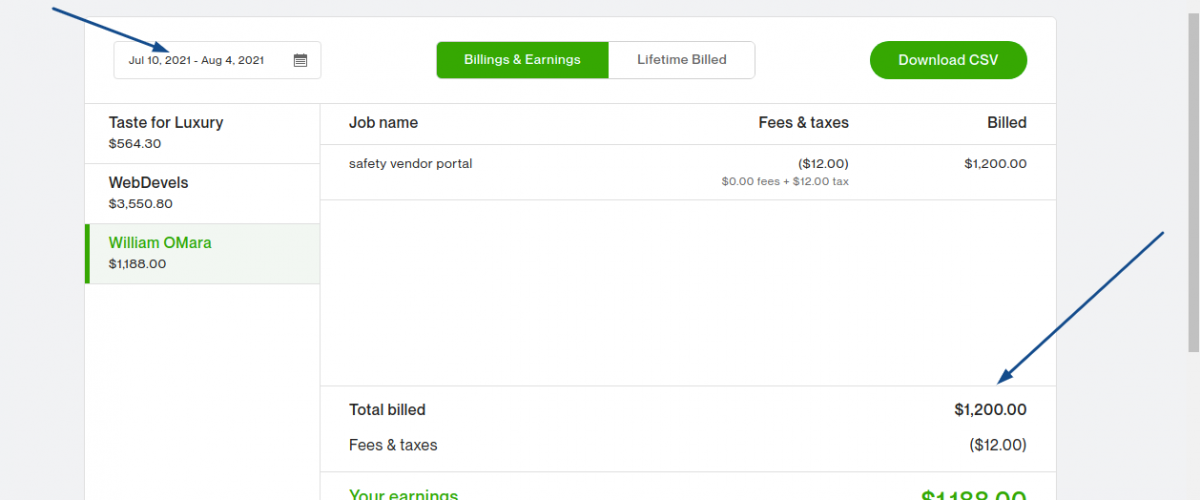 Jul 10, 2021 - Aug 4, 2021
Billings & Earnings
Lifetime Billed
Download CSV
Taste for Luxury
$564.30
WebDevels
$3,550.80
William OMara
$1,188.00
Job name Fees & taxes Billed
safety vendor portal ($12.00) $1,200.00
$0.00 fees + $12.00 tax
Total billed $1,200.00
Fees & taxes ($12.00)
Your earnings $1,188.00